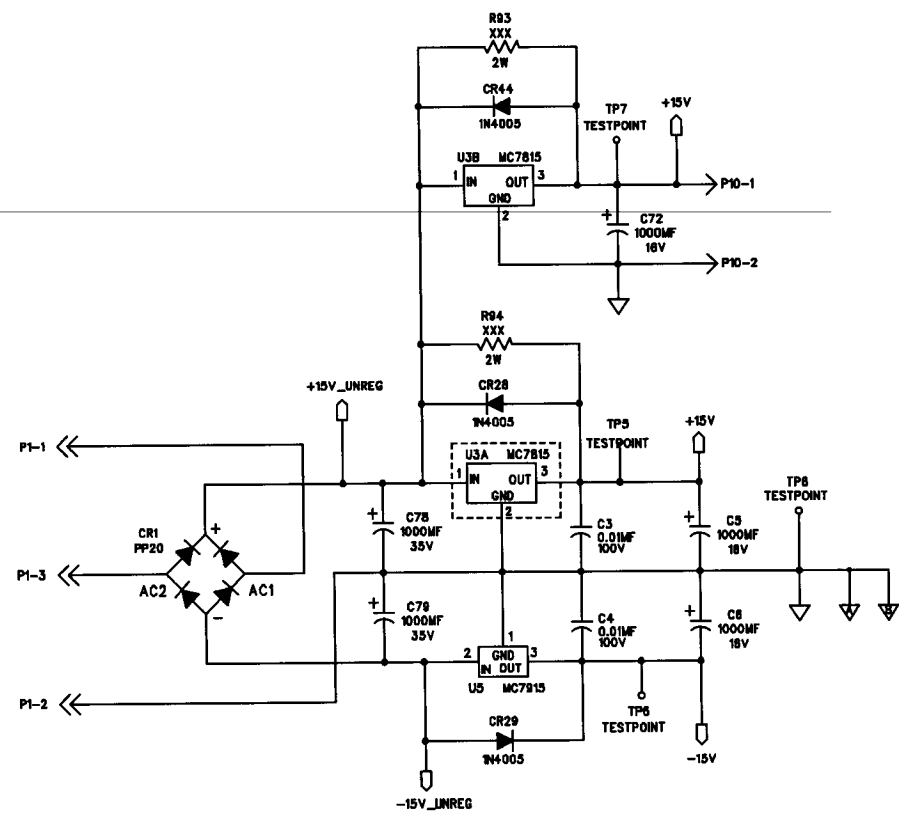 R93
XXX
2W
CR44
1N4005
TP7
TESTPOINT
+15V
U3B MC7815
1 IN OUT 3
GND
2
P10-1
+ C72
1000MF
16V
P10-2
R94
XXX
2W
+15V_UNREG
CR28
1N4005
TP5
TESTPOINT
+15V
P1-1
U3A MC7815
1 IN OUT 3
GND
2
TP8
TESTPOINT
CR1
PP20
+
+ C78
1000MF
35V
C3
0.01MF
100V
+ C5
1000MF
16V
P1-3
AC2 AC1
-
+ C79
1000MF
35V
C4
0.01MF
100V
+ C6
1000MF
16V
A
B
1
2 GND 3
IN OUT
U5 MC7915
P1-2
CR29
1N4005
TP6
TESTPOINT
-15V
-15V_UNREG